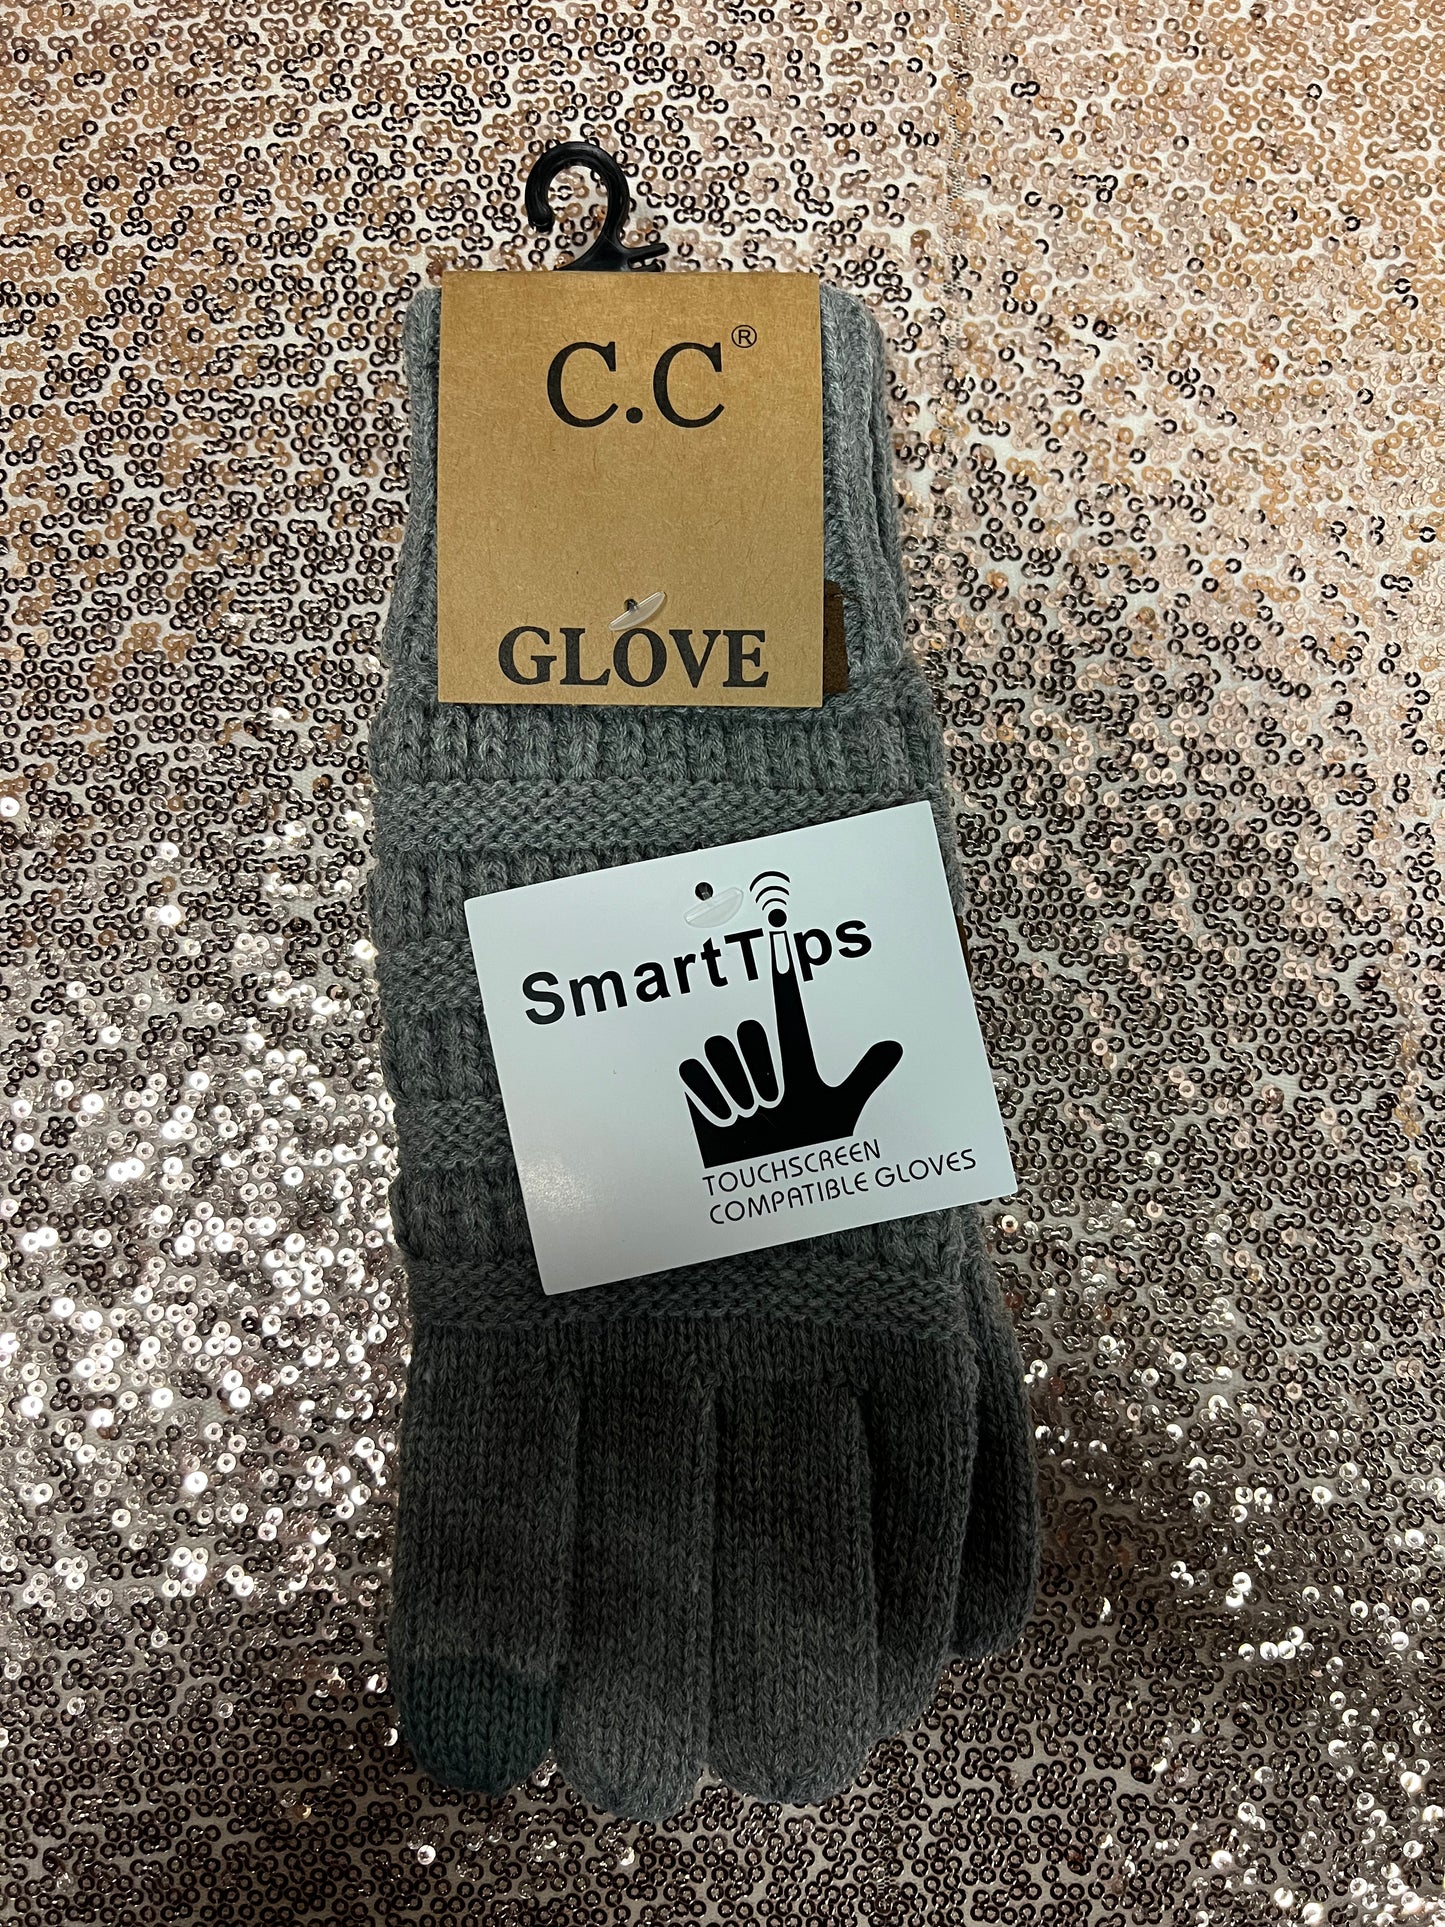 C.C®
GLOVE
SmartTips
TOUCHSCREEN
COMPATIBLE GLOVES